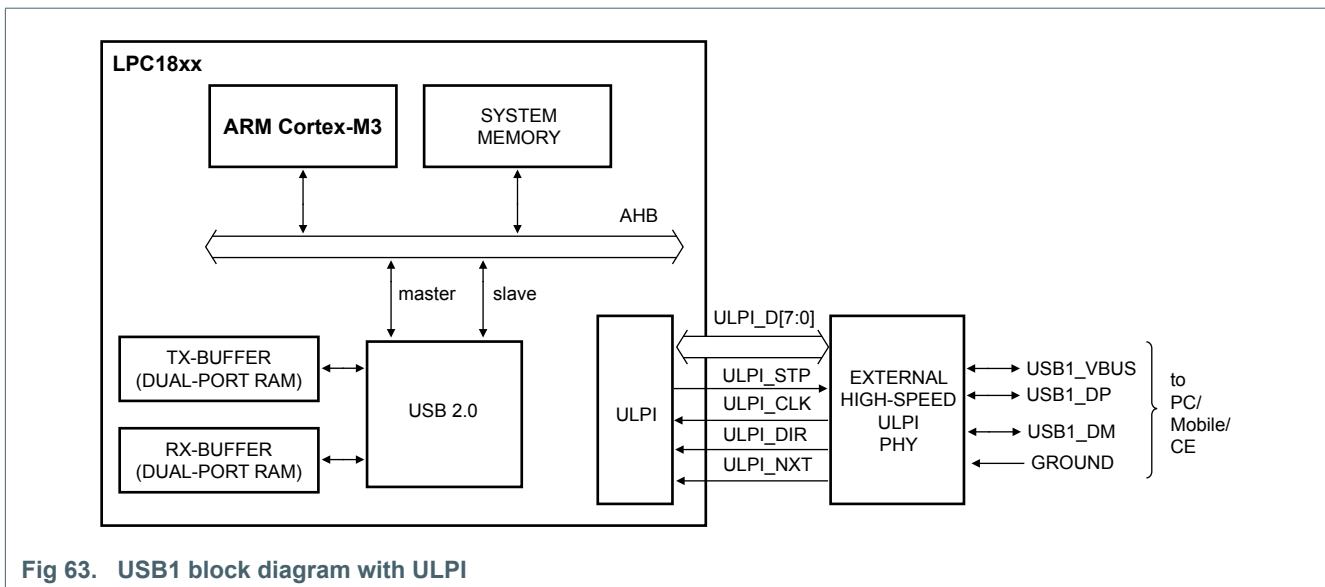 LPC18xx
ARM Cortex-M3
SYSTEM
MEMORY
AHB
master
slave
TX-BUFFER
(DUAL-PORT RAM)
RX-BUFFER
(DUAL-PORT RAM)
USB 2.0
ULPI
ULPI_D[7:0]
ULPI_STP
ULPI_CLK
ULPI_DIR
ULPI_NXT
EXTERNAL
HIGH-SPEED
ULPI
PHY
USB1_VBUS
USB1_DP
USB1_DM
GROUND
to
PC/
Mobile/
CE
Fig 63. USB1 block diagram with ULPI